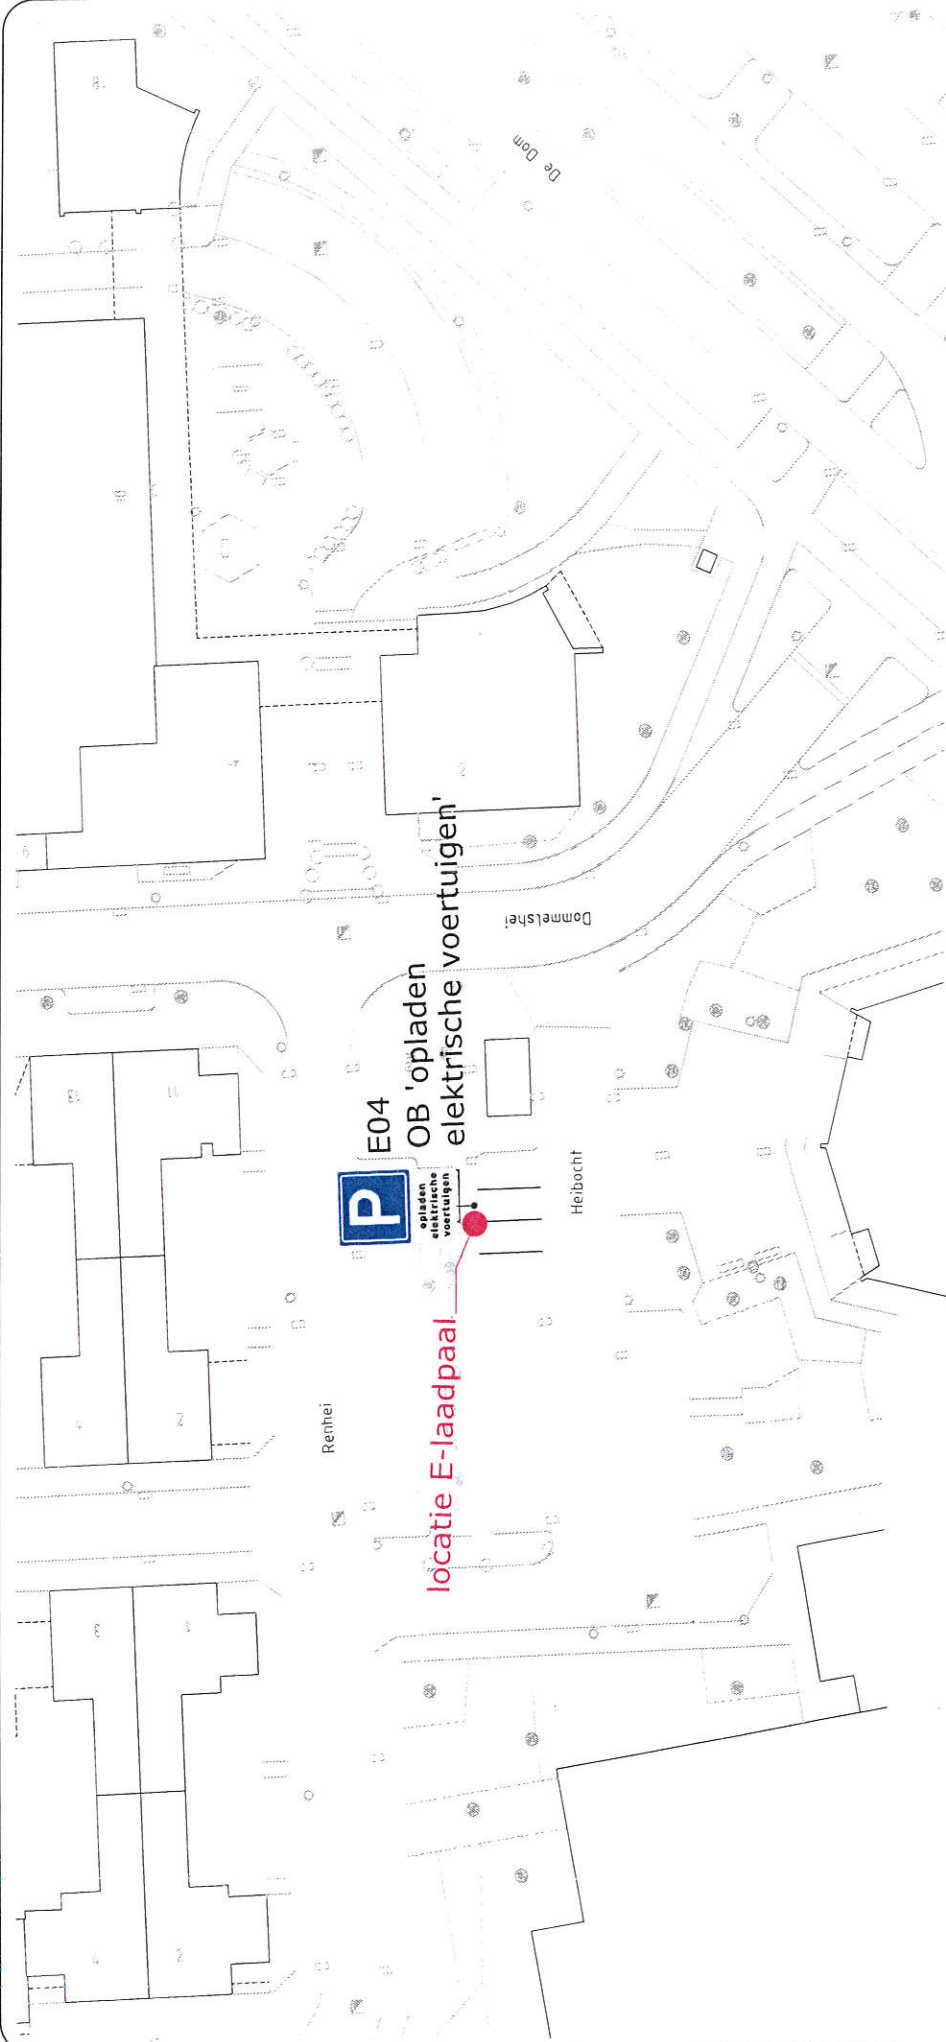 De Dom
Dommelshei
E04
OB 'opladen
elektrische voertuigen'
P
opladen
elektrische
voertuigen
Heibocht
locatie E-laadpaal
Renhei